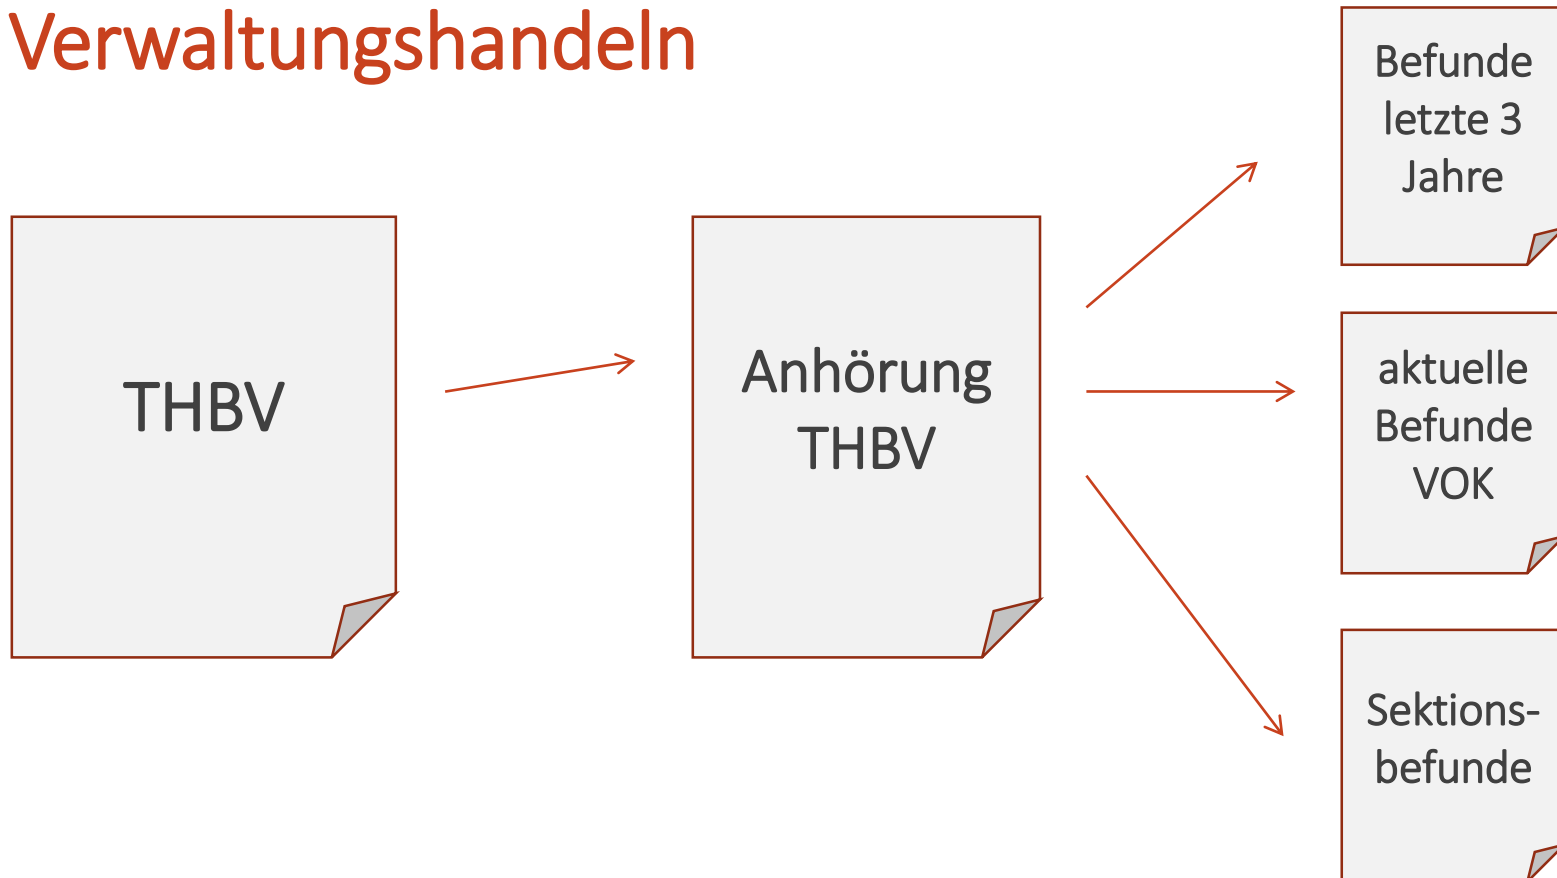 Verwaltungshandeln
THBV
Anhörung
THBV
Befunde
letzte 3
Jahre
aktuelle
Befunde
VOK
Sektions-
befunde